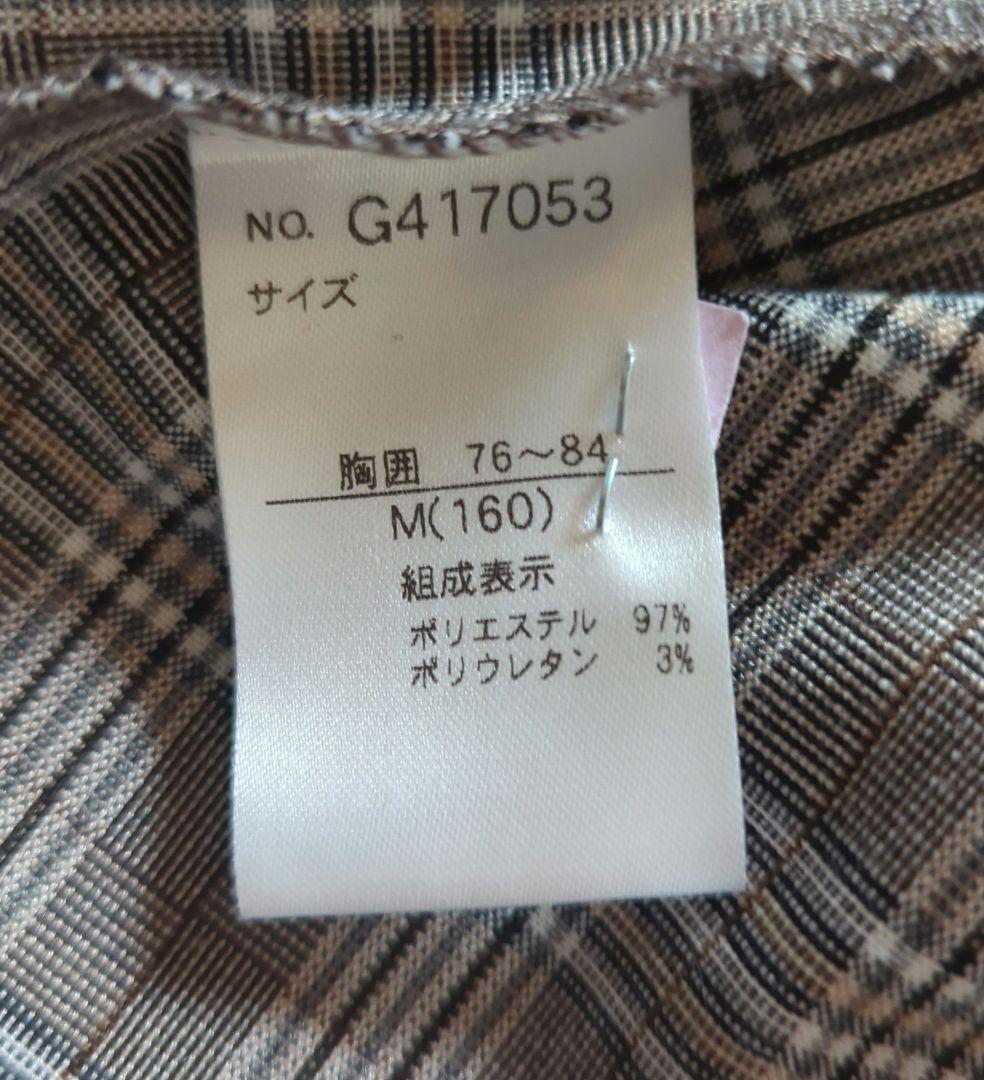 NO. G417053
サイズ
胸囲 76～84
M(160)
組成表示
ポリエステル 97%
ポリウレタン 3%